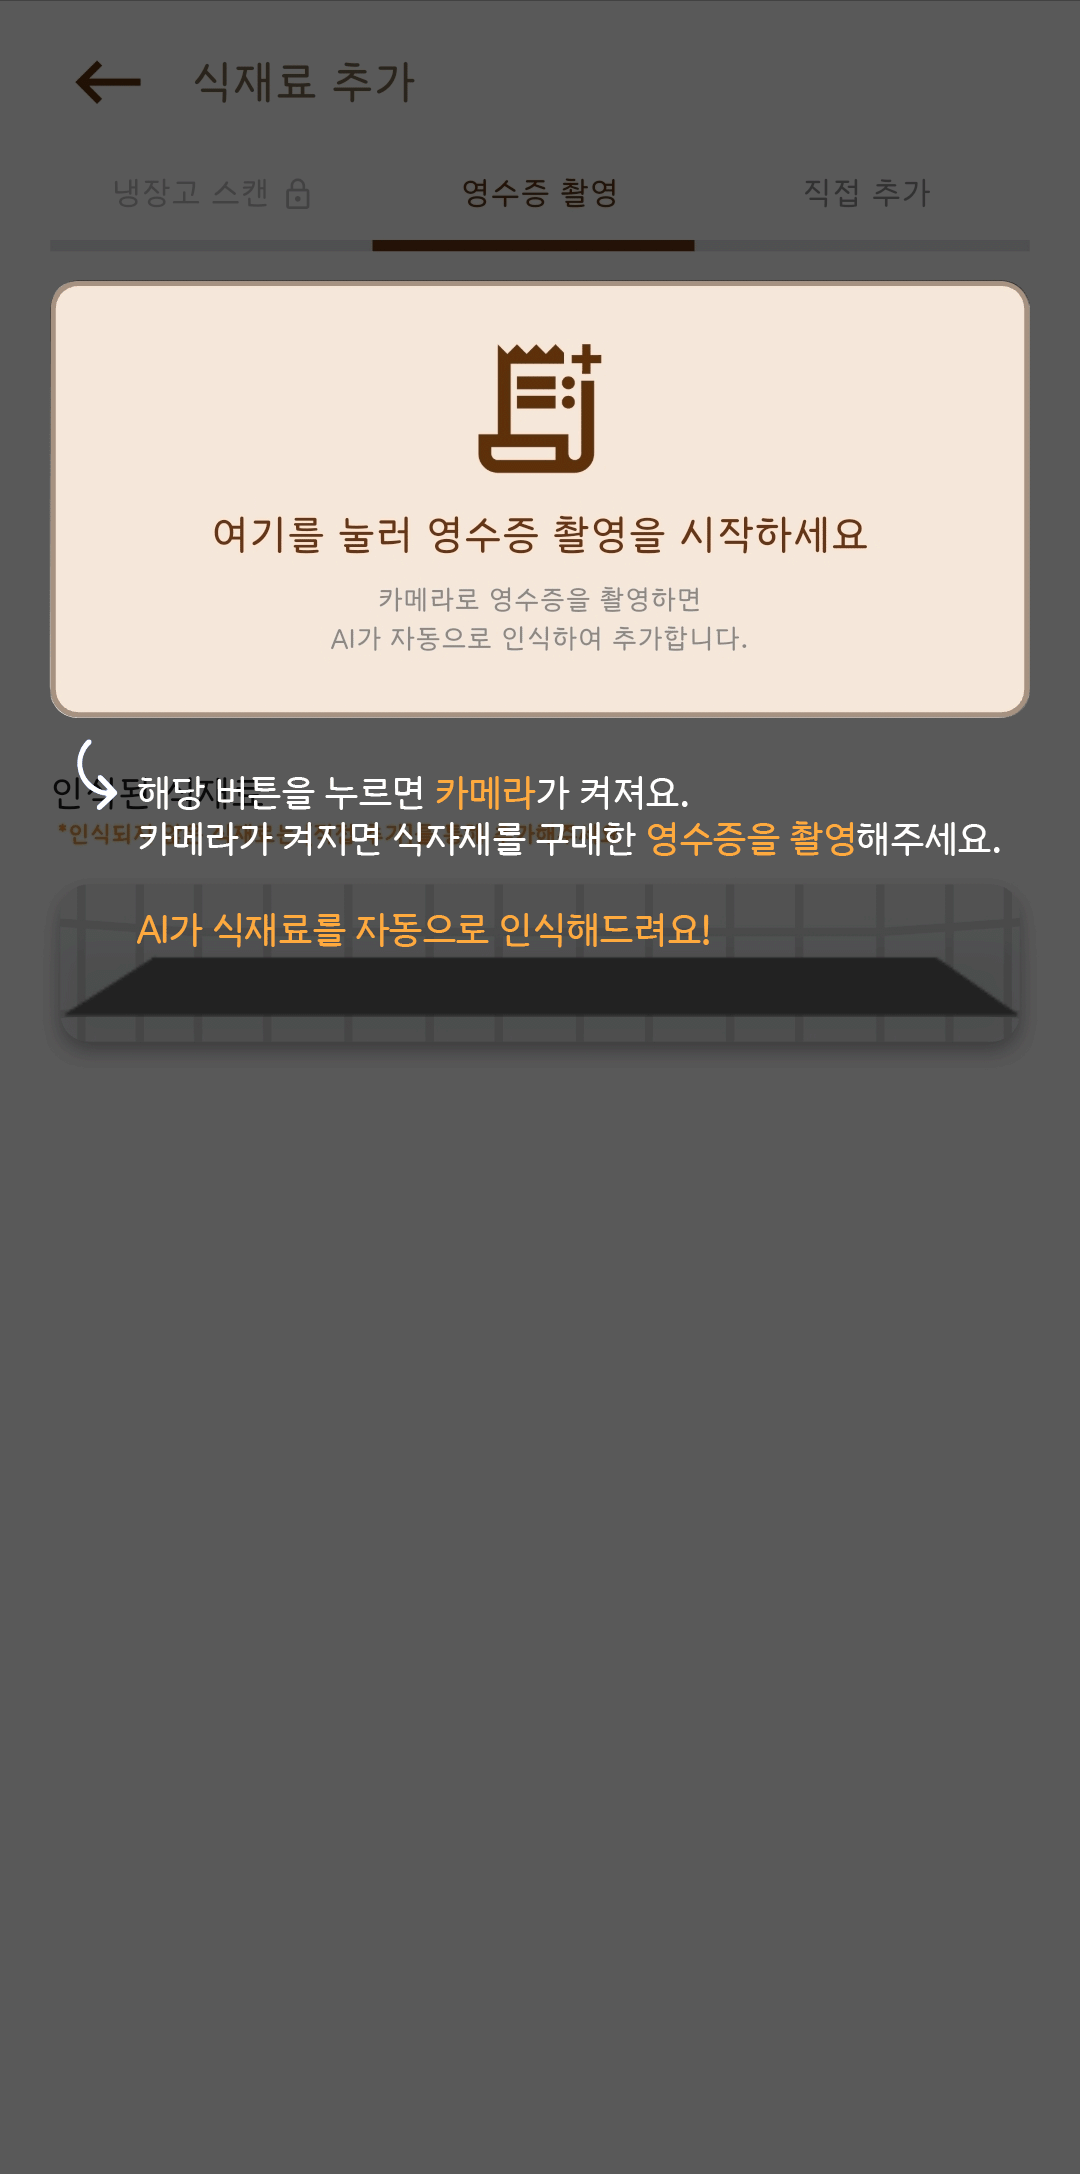 식재료 추가
냉장고 스캔
영수증 촬영
직접 추가
여기를 눌러 영수증 촬영을 시작하세요
카메라로 영수증을 촬영하면
AI가 자동으로 인식하여 추가합니다.
인식된 식재료
해당 버튼을 누르면 카메라가 켜져요.
카메라가 켜지면 식자재를 구매한 영수증을 촬영해주세요.
AI가 식재료를 자동으로 인식해드려요!